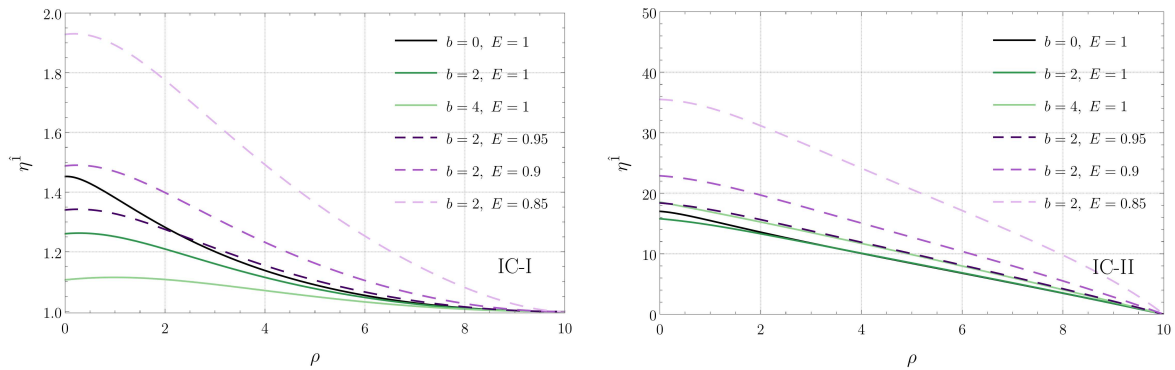 2.0
1.8
1.6
1.4
1.2
1.0
η^1̂
0 2 4 6 8 10
ρ
b = 0, E = 1
b = 2, E = 1
b = 4, E = 1
b = 2, E = 0.95
b = 2, E = 0.9
b = 2, E = 0.85
IC-I
50
40
30
20
10
0
η^1̂
0 2 4 6 8 10
ρ
b = 0, E = 1
b = 2, E = 1
b = 4, E = 1
b = 2, E = 0.95
b = 2, E = 0.9
b = 2, E = 0.85
IC-II